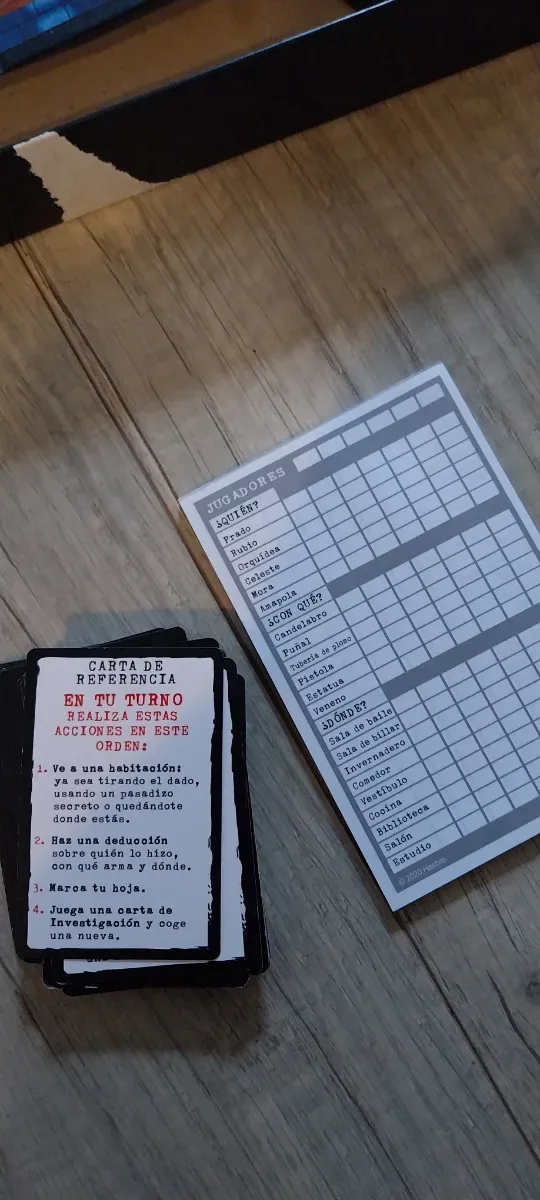 CARTA DE
REFERENCIA
EN TU TURNO
REALIZA ESTAS
ACCIONES EN ESTE
ORDEN:
1. Ve a una habitación:
ya sea tirando el dado,
usando un pasadizo
secreto o quedándote
donde estás.
2. Haz una deducción
sobre quién lo hizo,
con qué arma y dónde.
3. Marca tu hoja.
4. Juega una carta de
Investigación y coge
una nueva.
JUGADORES
¿QUIÉN?
Prado
Rubio
Orquídea
Celeste
Mora
Amapola
¿CON QUÉ?
Candelabro
Puñal
Tubería de plomo
Pistola
Estatua
Veneno
¿DÓNDE?
Sala de baile
Sala de billar
Invernadero
Comedor
Vestíbulo
Cocina
Biblioteca
Salón
Estudio
© 2020 Hasbro.